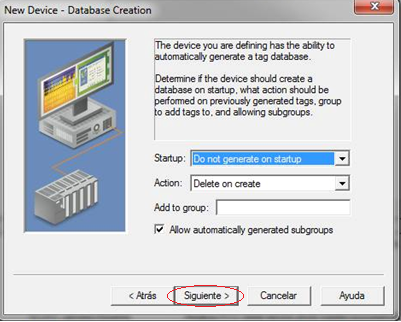 New Device - Database Creation
The device you are defining has the ability to
automatically generate a tag database.
Determine if the device should create a
database on startup, what action should be
performed on previously generated tags, group
to add tags to, and allowing subgroups.
Startup: Do not generate on startup
Action: Delete on create
Add to group:
Allow automatically generated subgroups
< Atrás Siguiente > Cancelar Ayuda